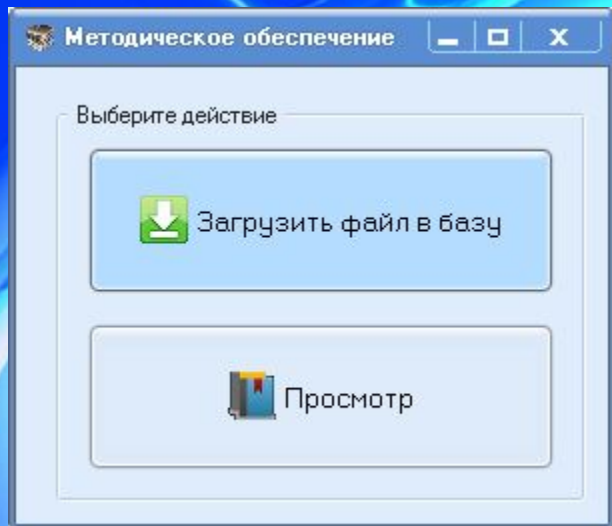 Методическое обеспечение
Выберите действие
Загрузить файл в базу
Просмотр